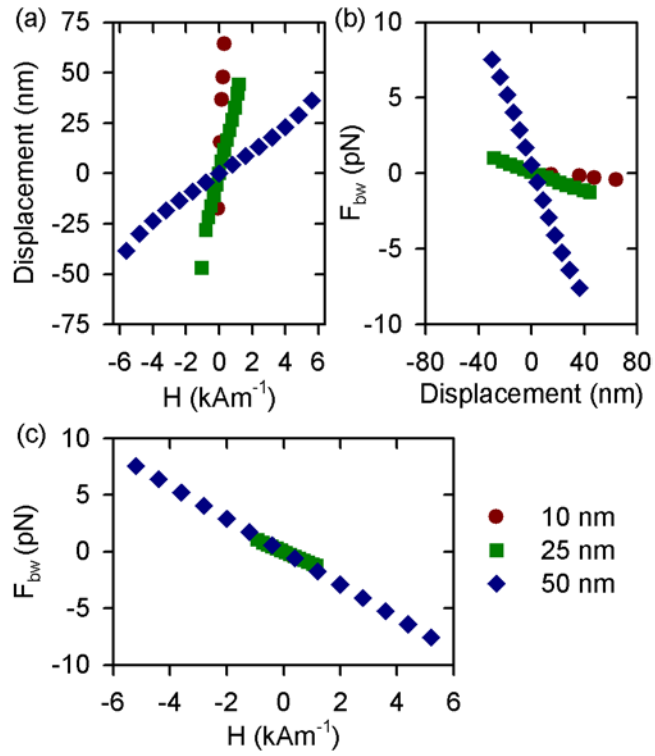 (a)
75
50
25
0
-25
-50
-75
Displacement (nm)
-6 -4 -2 0 2 4 6
H (kAm⁻¹)
(b)
10
5
0
-5
-10
F_bw (pN)
-80 -40 0 40 80
Displacement (nm)
(c)
10
5
0
-5
-10
F_bw (pN)
-6 -4 -2 0 2 4 6
H (kAm⁻¹)
10 nm
25 nm
50 nm